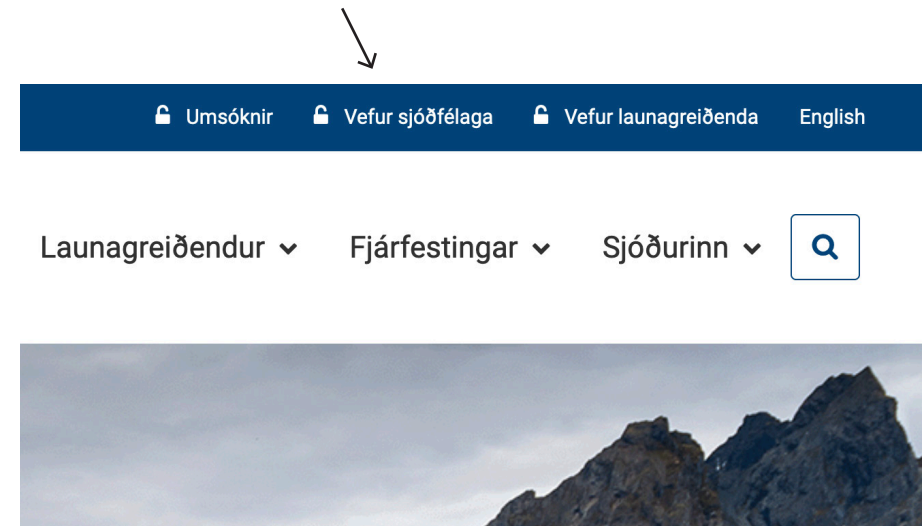 Umsóknir Vefur sjóðfélaga Vefur launagreiðenda English
Launagreiðendur Fjárfestingar Sjóðurinn